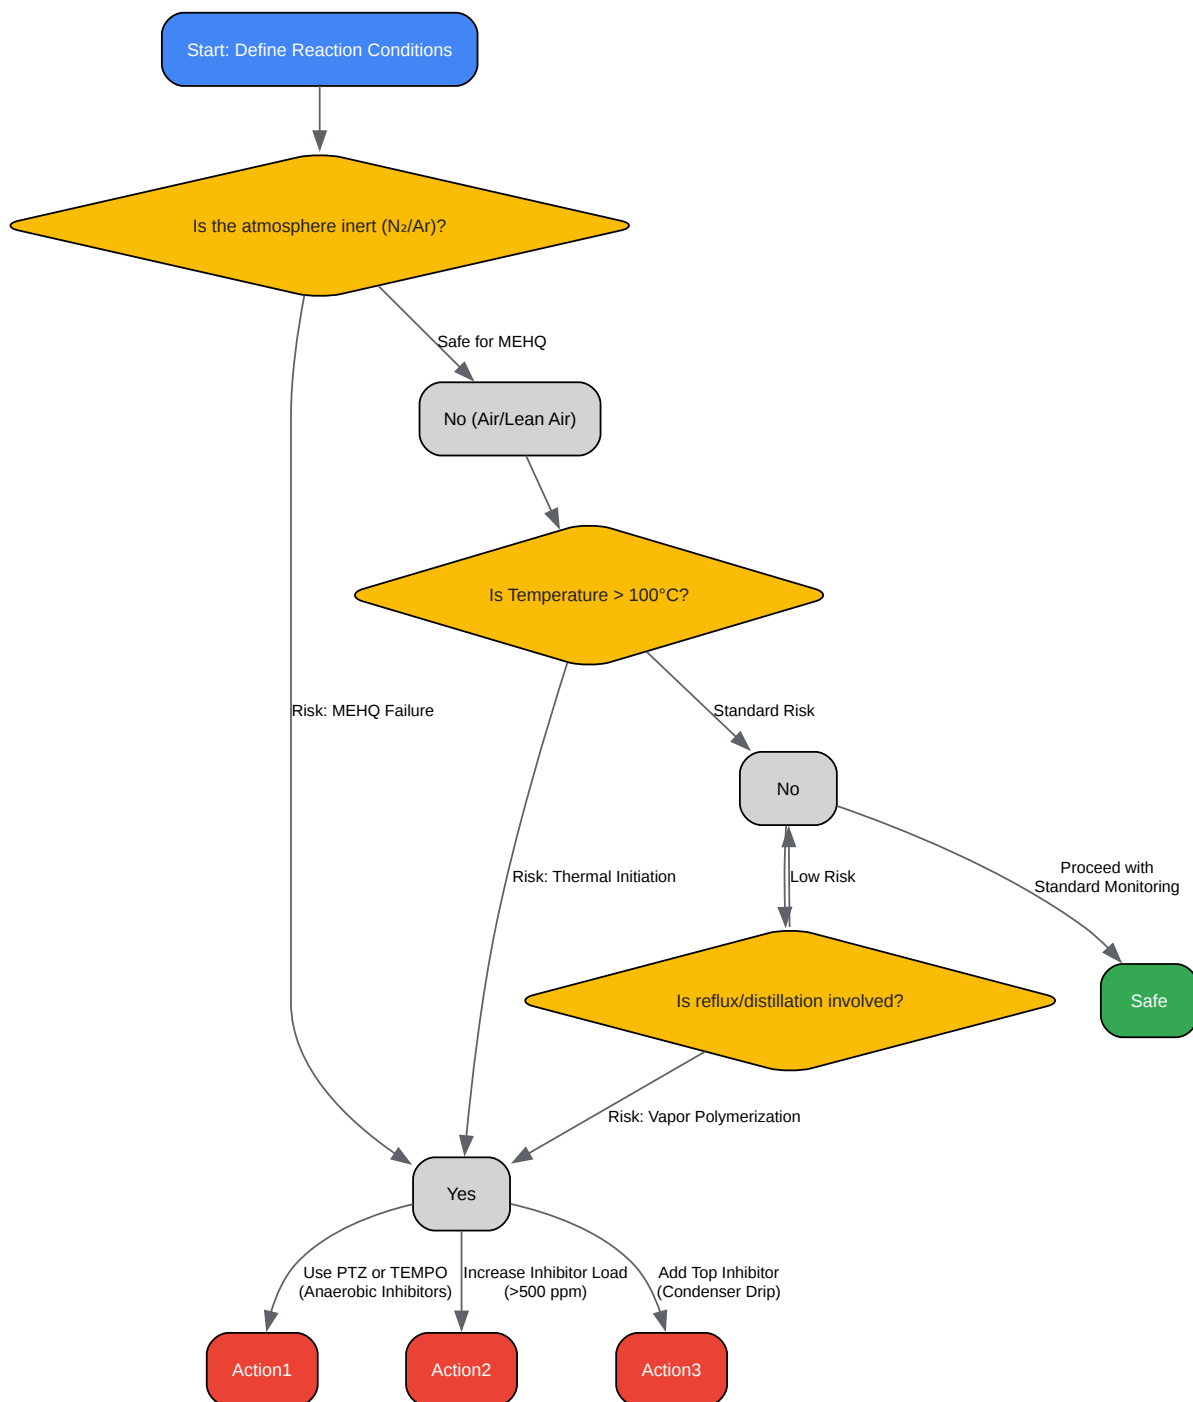 Start: Define Reaction Conditions
Is the atmosphere inert (N₂/Ar)?
Safe for MEHQ
No (Air/Lean Air)
Is Temperature > 100°C?
Risk: MEHQ Failure
Standard Risk
No
Risk: Thermal Initiation
Low Risk
Proceed with
Standard Monitoring
Is reflux/distillation involved?
Safe
Risk: Vapor Polymerization
Yes
Use PTZ or TEMPO
(Anaerobic Inhibitors)
Increase Inhibitor Load
(>500 ppm)
Add Top Inhibitor
(Condenser Drip)
Action1
Action2
Action3